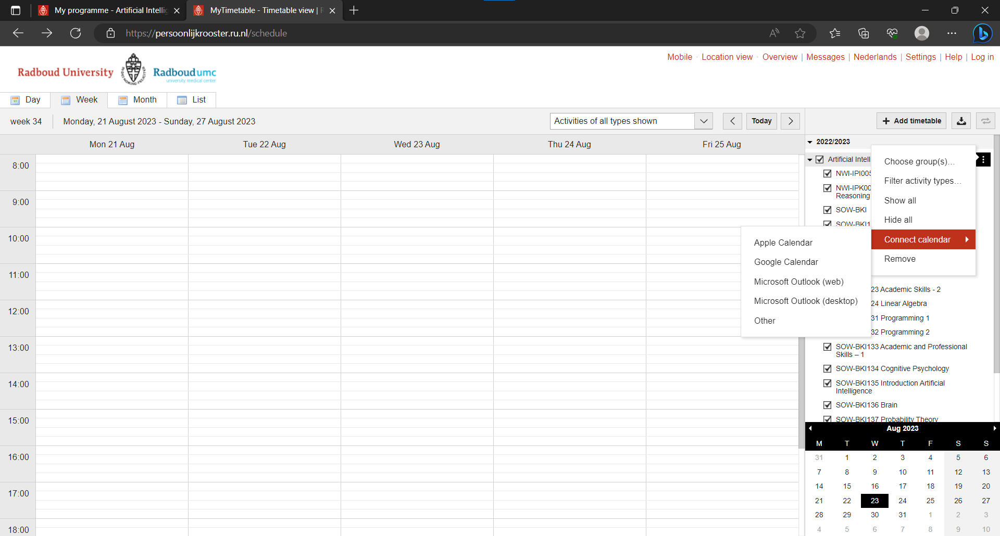 My programme - Artificial Intellig
MyTimetable - Timetable view |
https://persoonlijkrooster.ru.nl/schedule
Mobile · Location view · Overview | Messages | Nederlands | Settings | Help | Log in
Radboud University
Radboudumc
university medical center
Day
Week
Month
List
week 34
Monday, 21 August 2023 - Sunday, 27 August 2023
Activities of all types shown
Today
Add timetable
Mon 21 Aug
Tue 22 Aug
Wed 23 Aug
Thu 24 Aug
Fri 25 Aug
8:00
9:00
10:00
11:00
12:00
13:00
14:00
15:00
16:00
17:00
18:00
2022/2023
Artificial Intell
NWI-IPI005
NWI-IPK00
Reasoning
SOW-BKI
SOW-BKI1
Choose group(s)...
Filter activity types...
Show all
Hide all
Connect calendar
Remove
Apple Calendar
Google Calendar
Microsoft Outlook (web)
Microsoft Outlook (desktop)
Other
23 Academic Skills - 2
24 Linear Algebra
31 Programming 1
32 Programming 2
SOW-BKI133 Academic and Professional
Skills – 1
SOW-BKI134 Cognitive Psychology
SOW-BKI135 Introduction Artificial
Intelligence
SOW-BKI136 Brain
SOW-BKI137 Probability Theory
Aug 2023
M T W T F S S
31 1 2 3 4 5 6
7 8 9 10 11 12 13
14 15 16 17 18 19 20
21 22 23 24 25 26 27
28 29 30 31 1 2 3
4 5 6 7 8 9 10